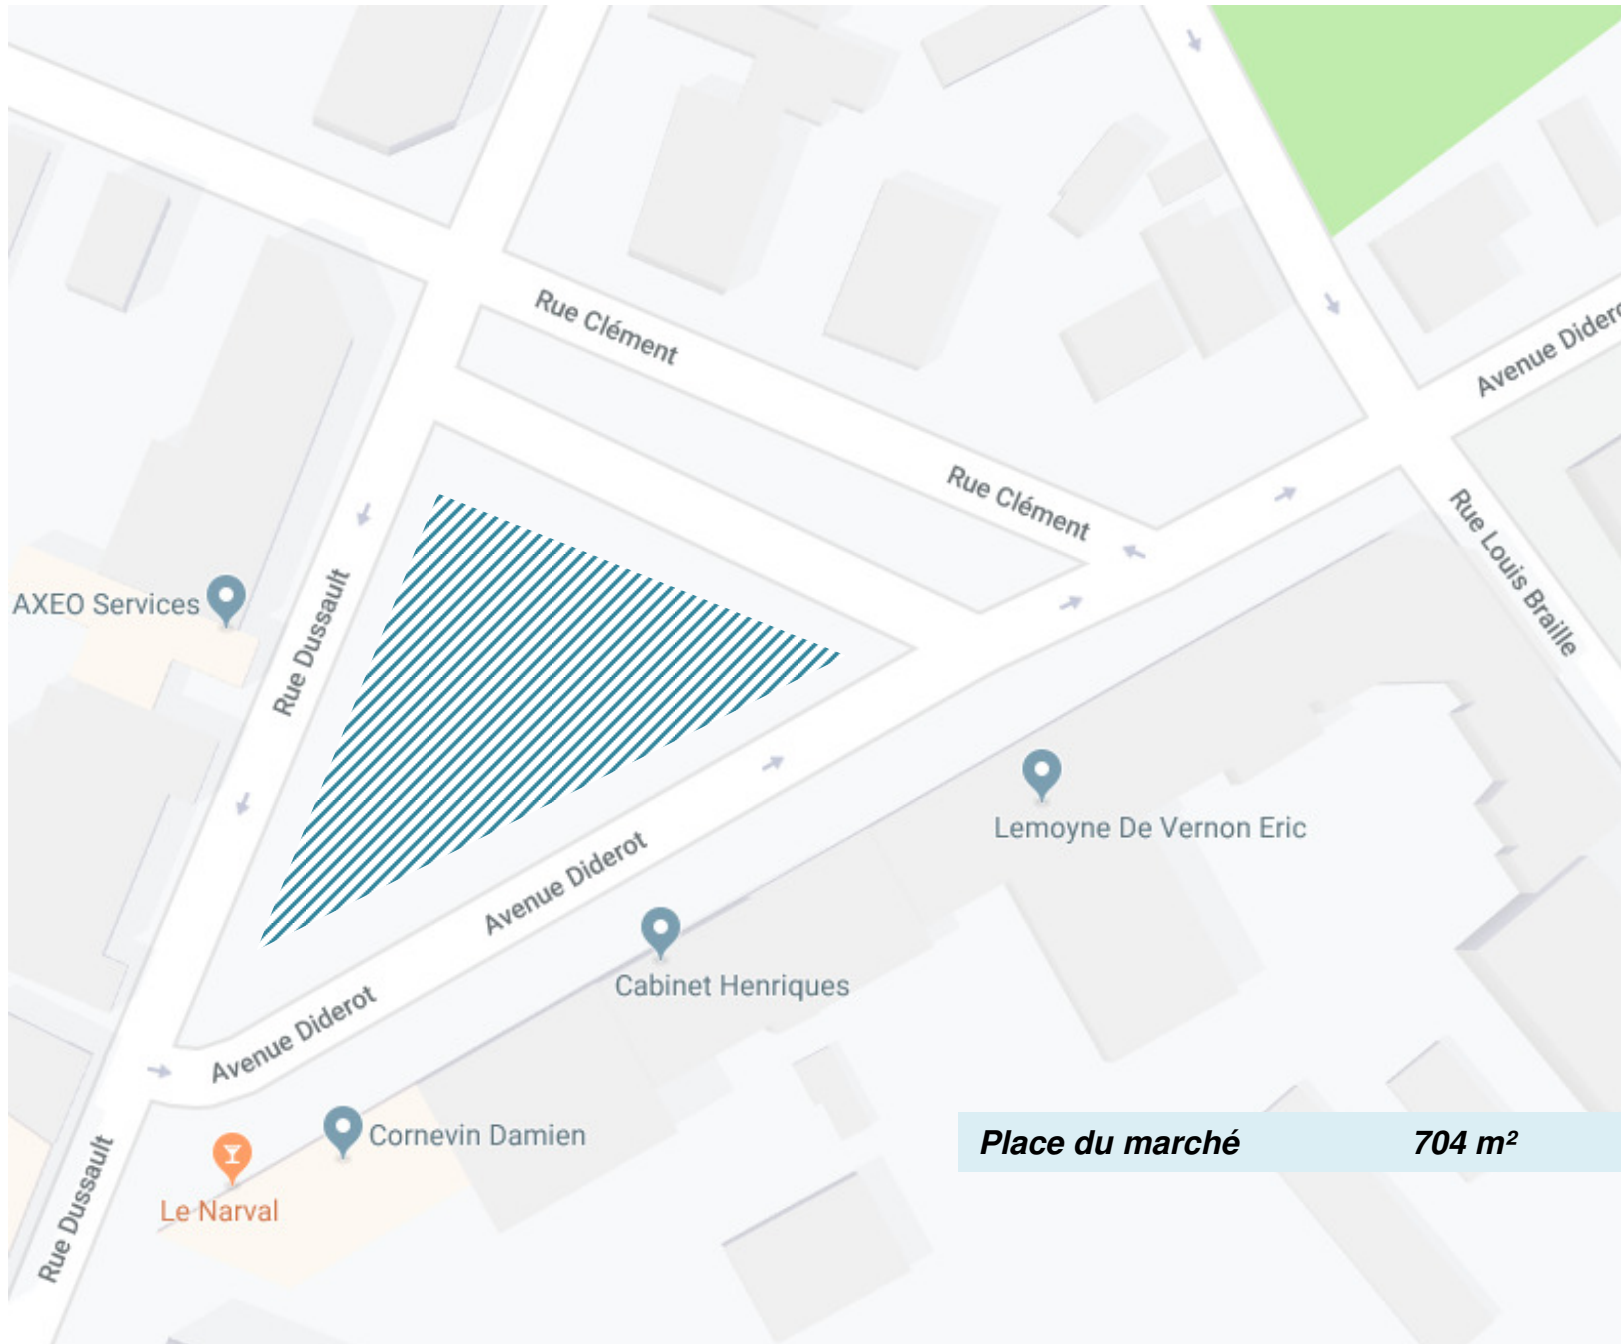 Rue Clément
Avenue Didero
Rue Clément
Rue Louis Braille
AXEO Services
Rue Dussault
Lemoyne De Vernon Eric
Avenue Diderot
Cabinet Henriques
Avenue Diderot
Cornevin Damien
Place du marché 704 m²
Le Narval
Rue Dussault